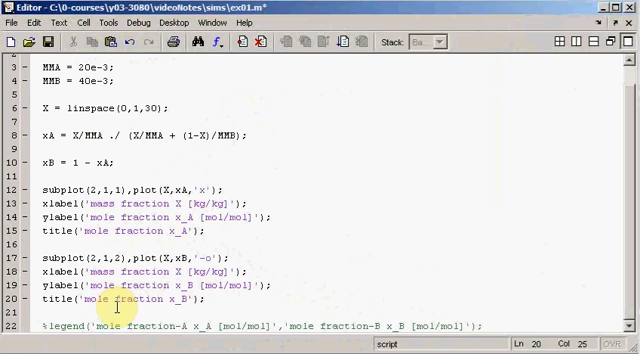 Editor - C:\0-courses\y03-3080\videoNotes\sims\ex01.m*
File Edit Text Cell Tools Debug Desktop Window Help
Stack: Ba...
2
3 MMA = 20e-3;
4 MMB = 40e-3;
5
6 X = linspace(0,1,30);
7
8 xA = X/MMA ./ (X/MMA + (1-X)/MMB);
9
10 xB = 1 - xA;
11
12 subplot(2,1,1),plot(X,xA,'x');
13 xlabel('mass fraction X [kg/kg]');
14 ylabel('mole fraction x_A [mol/mol]');
15 title('mole fraction x_A');
16
17 subplot(2,1,2),plot(X,xB,'-o');
18 xlabel('mass fraction X [kg/kg]');
19 ylabel('mole fraction x_B [mol/mol]');
20 title('mole fraction x_B');
21
22 %legend('mole fraction-A x_A [mol/mol]','mole fraction-B x_B [mol/mol]');
script Ln 20 Col 25 OVR